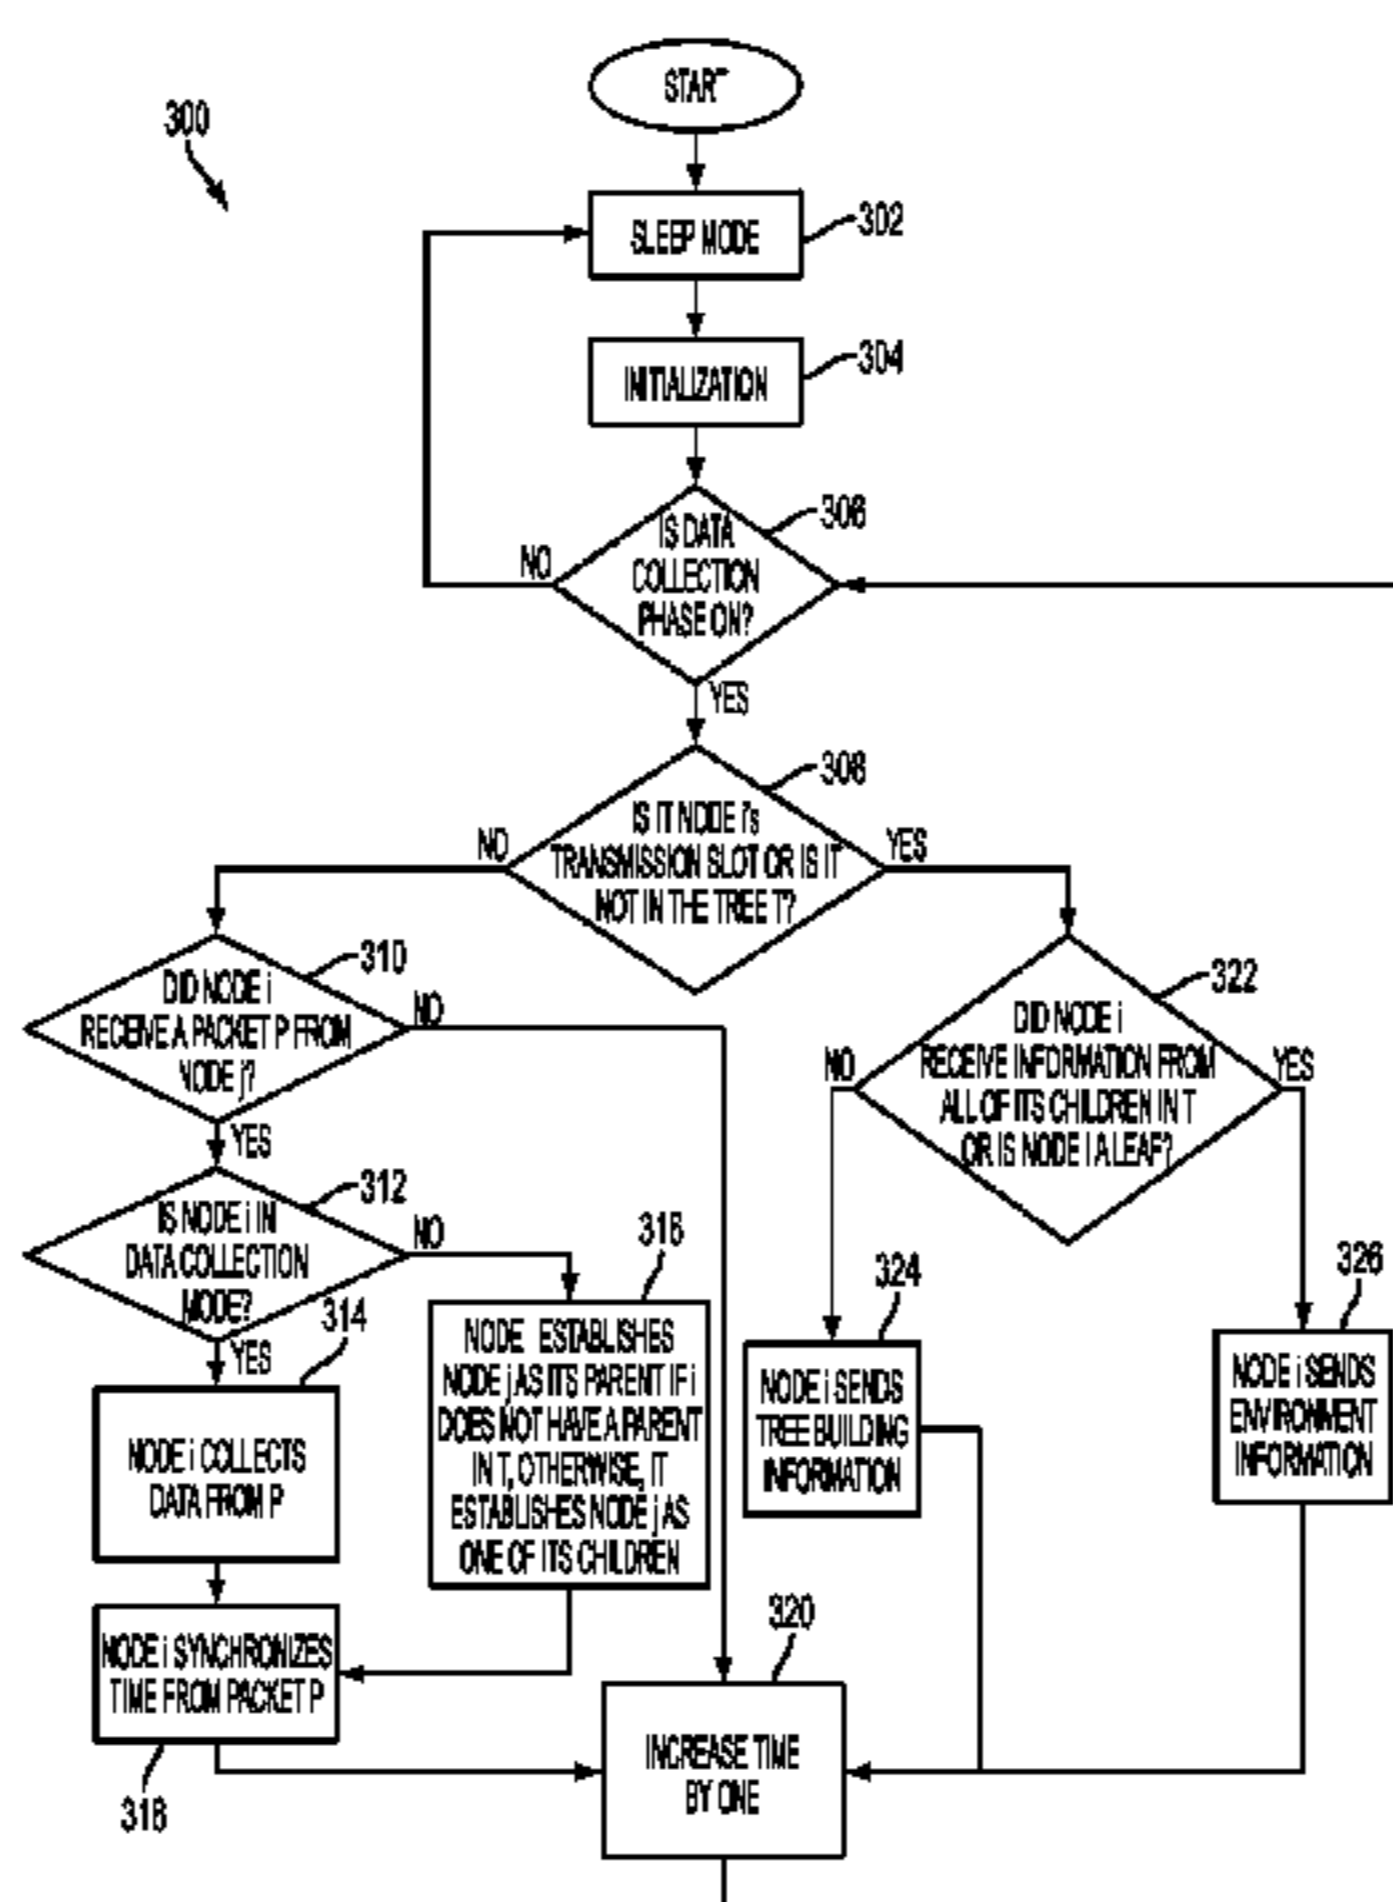 START
300
SLEEP MODE
302
INITIALIZATION
304
IS DATA
COLLECTION
PHASE ON?
306
NO
YES
IS IT NODE i's
TRANSMISSION SLOT OR IS IT
NOT IN THE TREE T?
308
NO
YES
DID NODE i
RECEIVE A PACKET P FROM
NODE j?
310
NO
YES
DID NODE i
RECEIVE INFORMATION FROM
ALL OF ITS CHILDREN IN T
OR IS NODE i A LEAF?
322
NO
YES
IS NODE i IN
DATA COLLECTION
MODE?
312
NO
YES
314
NODE i COLLECTS
DATA FROM P
316
NODE ESTABLISHES
NODE j AS ITS PARENT IF i
DOES NOT HAVE A PARENT
IN T, OTHERWISE, IT
ESTABLISHES NODE j AS
ONE OF ITS CHILDREN
324
NODE i SENDS
TREE BUILDING
INFORMATION
326
NODE i SENDS
ENVIRONMENT
INFORMATION
NODE i SYNCHRONIZES
TIME FROM PACKET P
318
320
INCREASE TIME
BY ONE